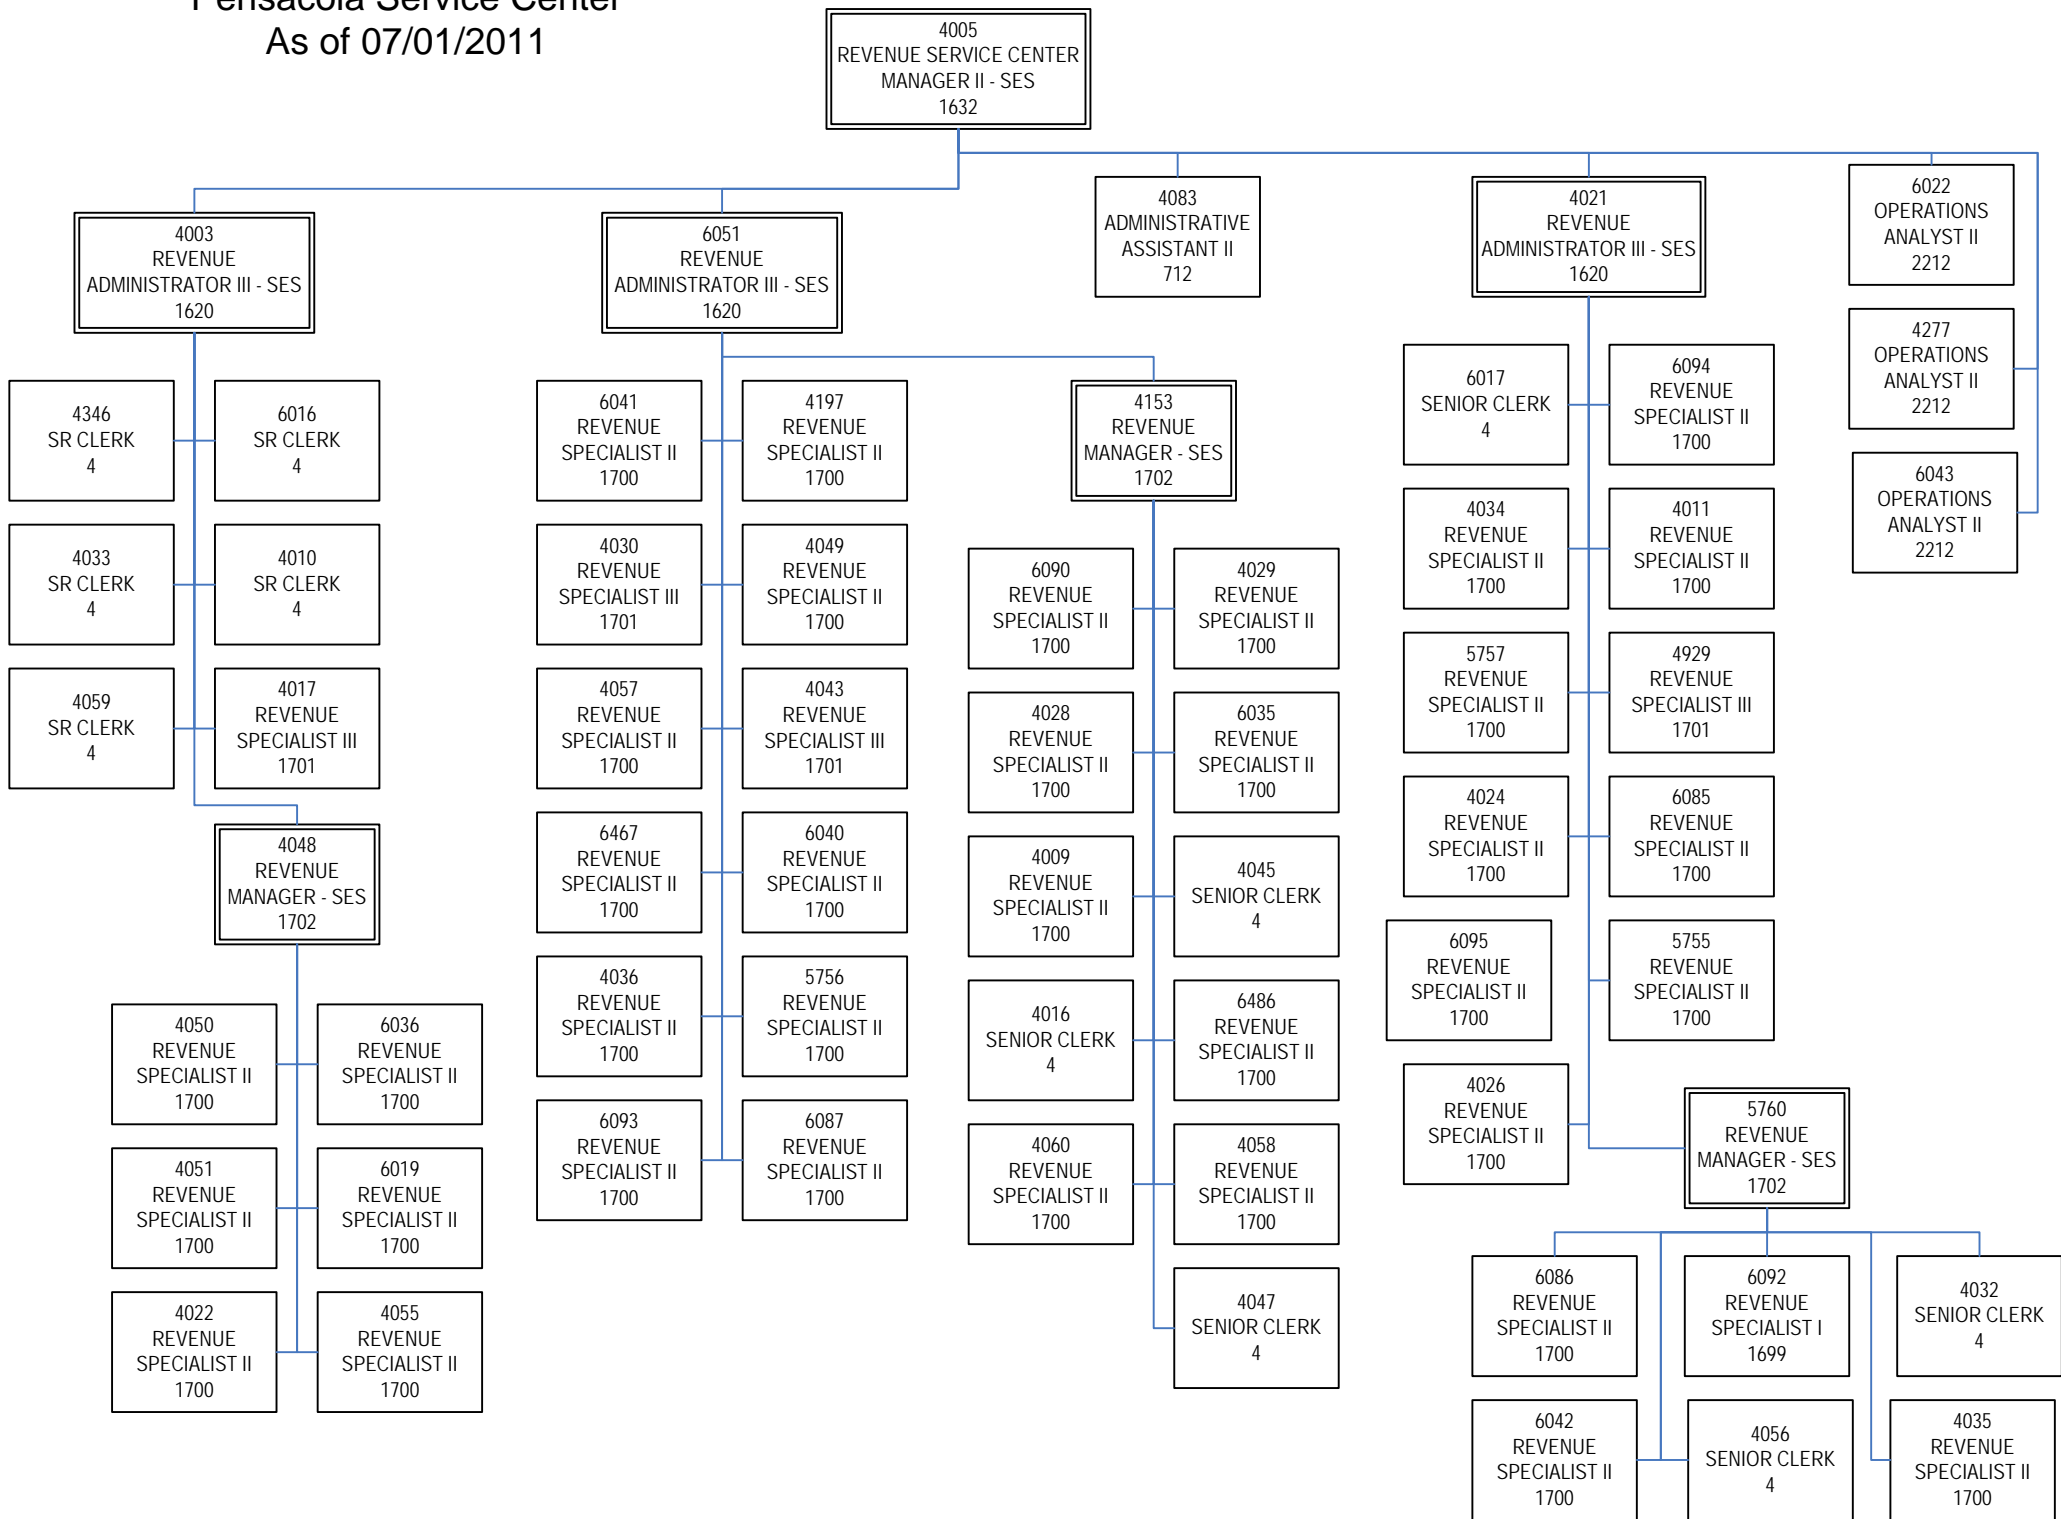 Pensacola Service Center
As of 07/01/2011
4005
REVENUE SERVICE CENTER
MANAGER II - SES
1632
4003
REVENUE
ADMINISTRATOR III - SES
1620
6051
REVENUE
ADMINISTRATOR III - SES
1620
4083
ADMINISTRATIVE
ASSISTANT II
712
4021
REVENUE
ADMINISTRATOR III - SES
1620
6022
OPERATIONS
ANALYST II
2212
4277
OPERATIONS
ANALYST II
2212
6043
OPERATIONS
ANALYST II
2212
4346
SR CLERK
4
6016
SR CLERK
4
4033
SR CLERK
4
4010
SR CLERK
4
4059
SR CLERK
4
4017
REVENUE
SPECIALIST III
1701
4048
REVENUE
MANAGER - SES
1702
4050
REVENUE
SPECIALIST II
1700
6036
REVENUE
SPECIALIST II
1700
4051
REVENUE
SPECIALIST II
1700
6019
REVENUE
SPECIALIST II
1700
4022
REVENUE
SPECIALIST II
1700
4055
REVENUE
SPECIALIST II
1700
6041
REVENUE
SPECIALIST II
1700
4197
REVENUE
SPECIALIST II
1700
4030
REVENUE
SPECIALIST III
1701
4049
REVENUE
SPECIALIST II
1700
4057
REVENUE
SPECIALIST II
1700
4043
REVENUE
SPECIALIST III
1701
6467
REVENUE
SPECIALIST II
1700
6040
REVENUE
SPECIALIST II
1700
4036
REVENUE
SPECIALIST II
1700
5756
REVENUE
SPECIALIST II
1700
6093
REVENUE
SPECIALIST II
1700
6087
REVENUE
SPECIALIST II
1700
4153
REVENUE
MANAGER - SES
1702
6090
REVENUE
SPECIALIST II
1700
4029
REVENUE
SPECIALIST II
1700
4028
REVENUE
SPECIALIST II
1700
6035
REVENUE
SPECIALIST II
1700
4009
REVENUE
SPECIALIST II
1700
4045
SENIOR CLERK
4
4016
SENIOR CLERK
4
6486
REVENUE
SPECIALIST II
1700
4060
REVENUE
SPECIALIST II
1700
4058
REVENUE
SPECIALIST II
1700
4047
SENIOR CLERK
4
6017
SENIOR CLERK
4
6094
REVENUE
SPECIALIST II
1700
4034
REVENUE
SPECIALIST II
1700
4011
REVENUE
SPECIALIST II
1700
5757
REVENUE
SPECIALIST II
1700
4929
REVENUE
SPECIALIST III
1701
4024
REVENUE
SPECIALIST II
1700
6085
REVENUE
SPECIALIST II
1700
6095
REVENUE
SPECIALIST II
1700
5755
REVENUE
SPECIALIST II
1700
4026
REVENUE
SPECIALIST II
1700
5760
REVENUE
MANAGER - SES
1702
6086
REVENUE
SPECIALIST II
1700
6092
REVENUE
SPECIALIST I
1699
4032
SENIOR CLERK
4
6042
REVENUE
SPECIALIST II
1700
4056
SENIOR CLERK
4
4035
REVENUE
SPECIALIST II
1700